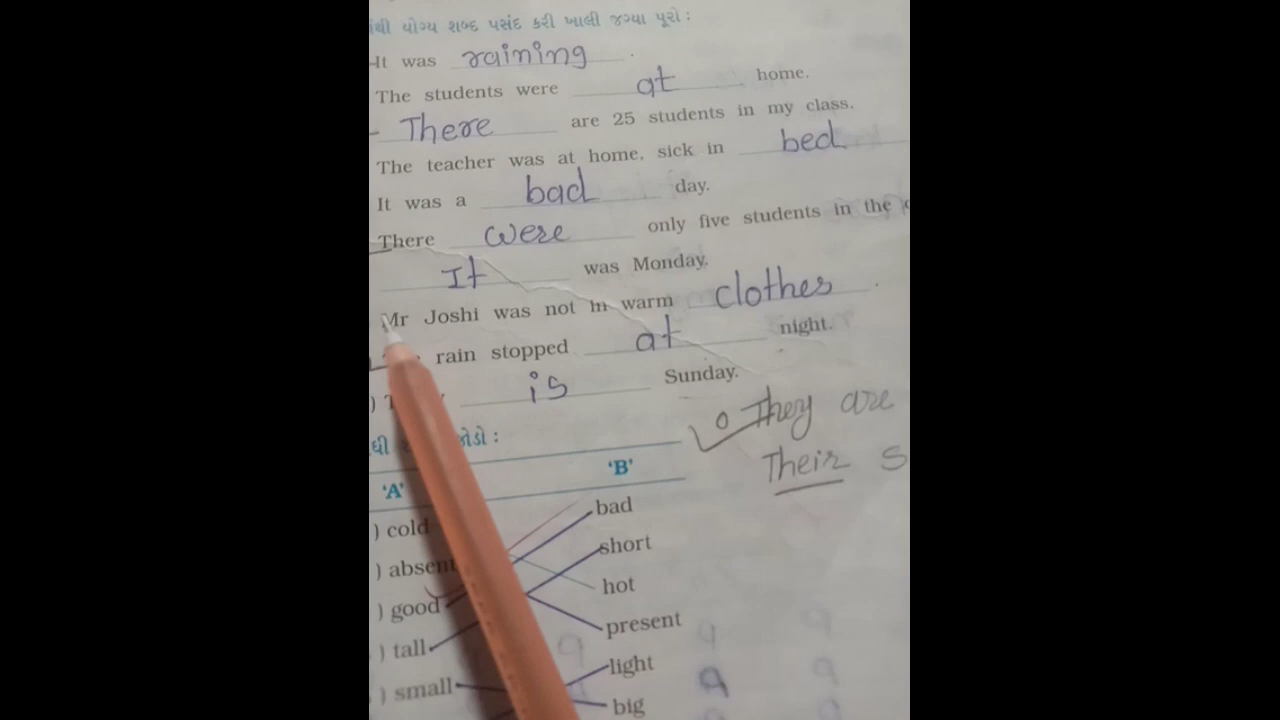 યોગ્ય શબ્દ પસંદ કરી ખાલી જગ્યા પૂરો :
It was raining .
The students were at home.
There are 25 students in my class.
The teacher was at home, sick in bed
It was a bad day.
There were only five students in the
It was Monday.
Mr Joshi was not in warm clothes .
rain stopped at night.
is Sunday.
They are
Their
જોડો :
'A' 'B'
) cold bad
) absent short
) good hot
) tall present
) small light
big